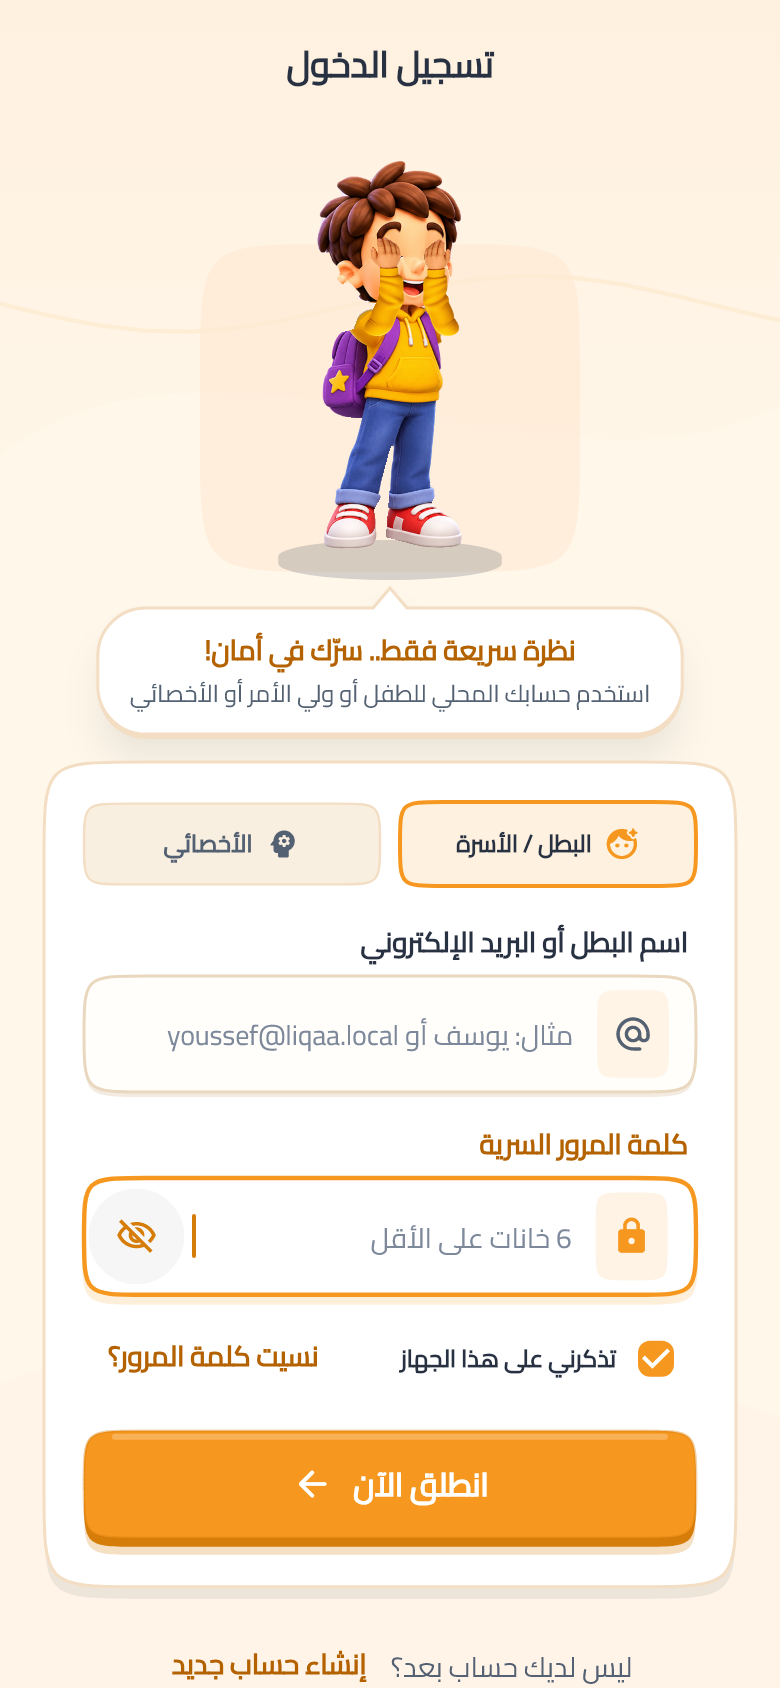 تسجيل الدخول
نظرة سريعة فقط.. سرّك في أمان!
استخدم حسابك المحلي للطفل أو ولي الأمر أو الأخصائي
البطل / الأسرة
الأخصائي
اسم البطل أو البريد الإلكتروني
مثال: يوسف أو youssef@liqaa.local
كلمة المرور السرية
6 خانات على الأقل
تذكرني على هذا الجهاز
نسيت كلمة المرور؟
انطلق الآن
ليس لديك حساب بعد؟ إنشاء حساب جديد